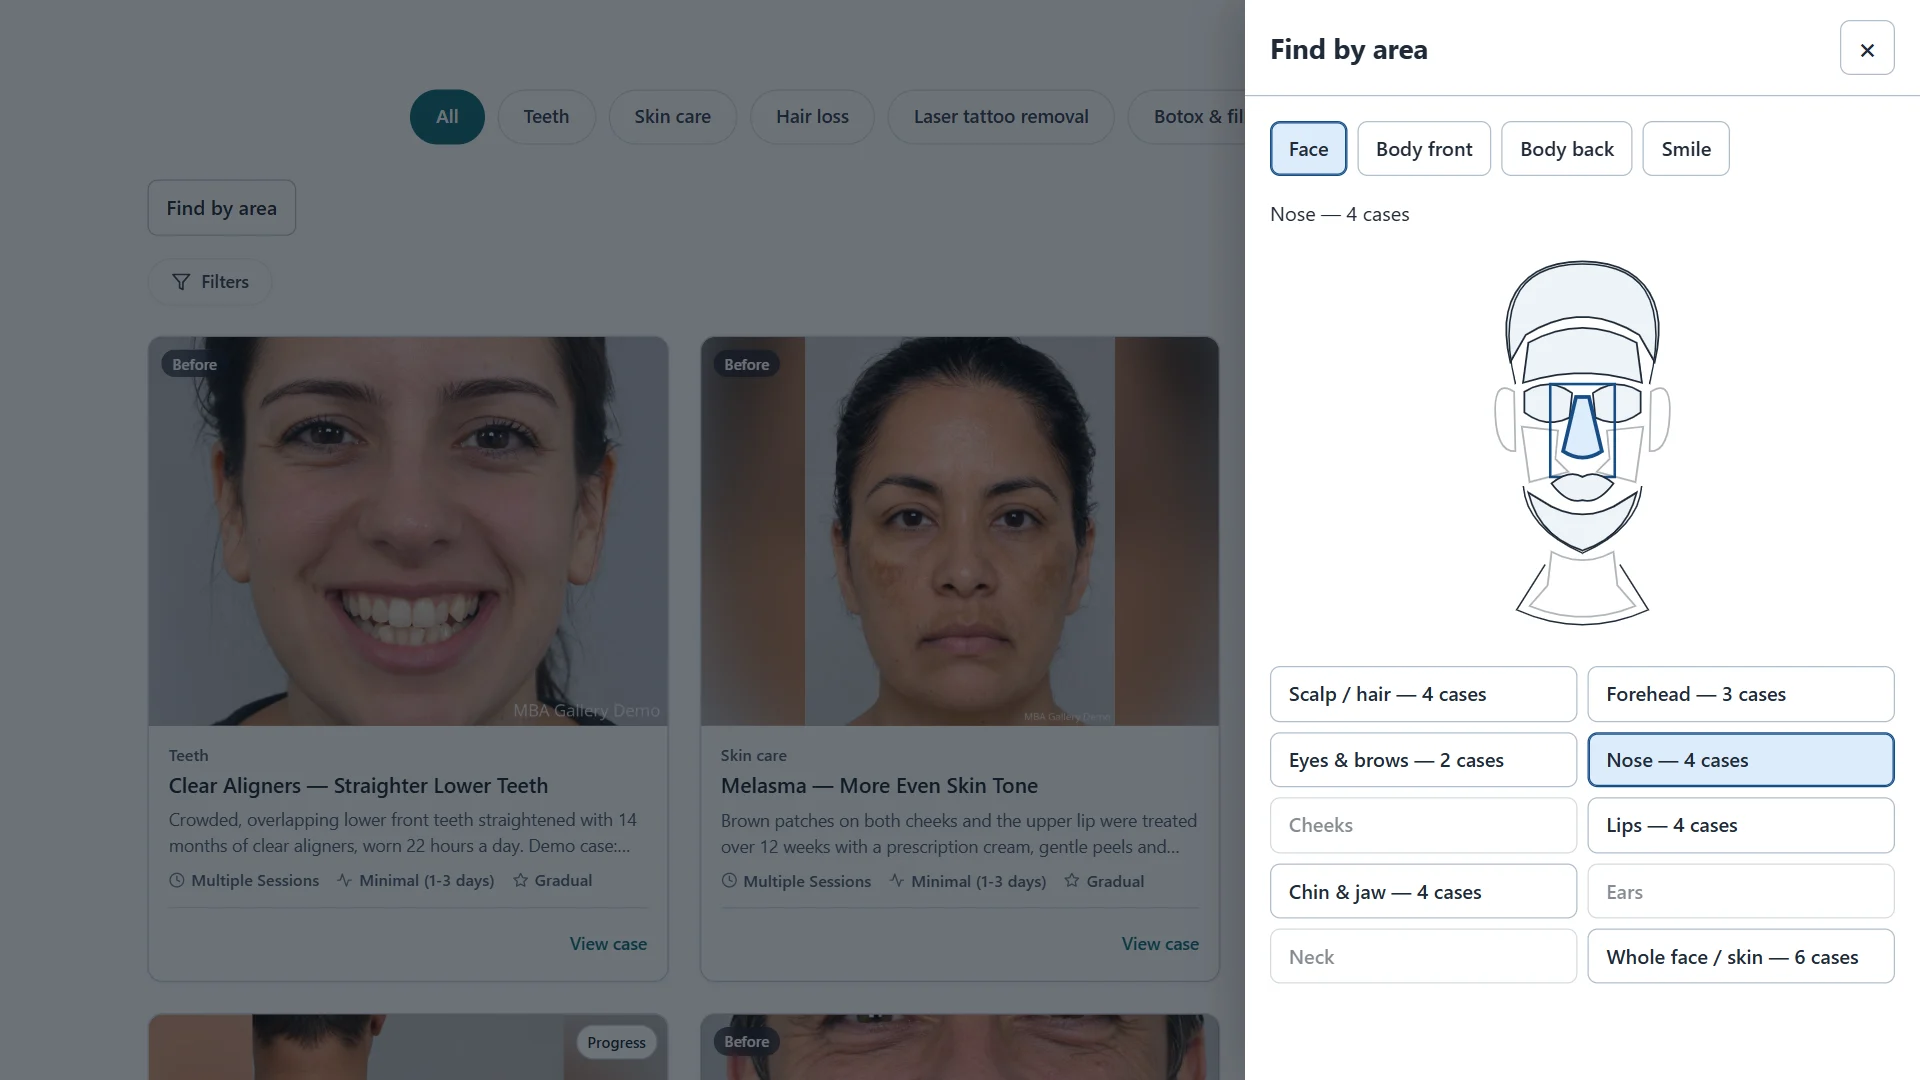 All
Teeth
Skin care
Hair loss
Laser tattoo removal
Botox & fil
Find by area
Filters
Before
MBA Gallery Demo
Teeth
Clear Aligners — Straighter Lower Teeth
Crowded, overlapping lower front teeth straightened with 14
months of clear aligners, worn 22 hours a day. Demo case:...
Multiple Sessions
Minimal (1-3 days)
Gradual
View case
Before
MBA Gallery Demo
Skin care
Melasma — More Even Skin Tone
Brown patches on both cheeks and the upper lip were treated
over 12 weeks with a prescription cream, gentle peels and...
Multiple Sessions
Minimal (1-3 days)
Gradual
View case
Progress
Before
Find by area
Face
Body front
Body back
Smile
Nose — 4 cases
Scalp / hair — 4 cases
Forehead — 3 cases
Eyes & brows — 2 cases
Nose — 4 cases
Cheeks
Lips — 4 cases
Chin & jaw — 4 cases
Ears
Neck
Whole face / skin — 6 cases